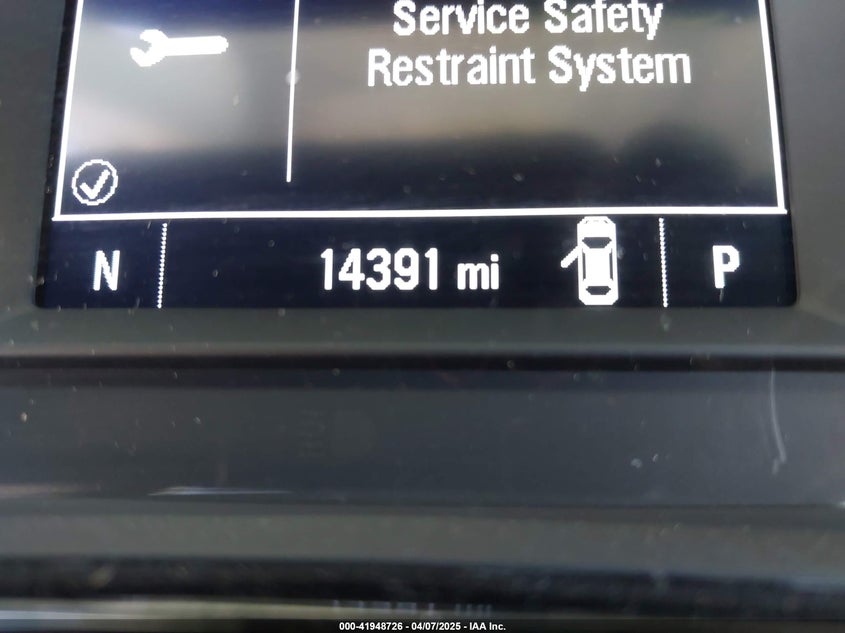 Service Safety
Restraint System
N 14391 mi P
000-41948726 - 04/07/2025 - IAA Inc.